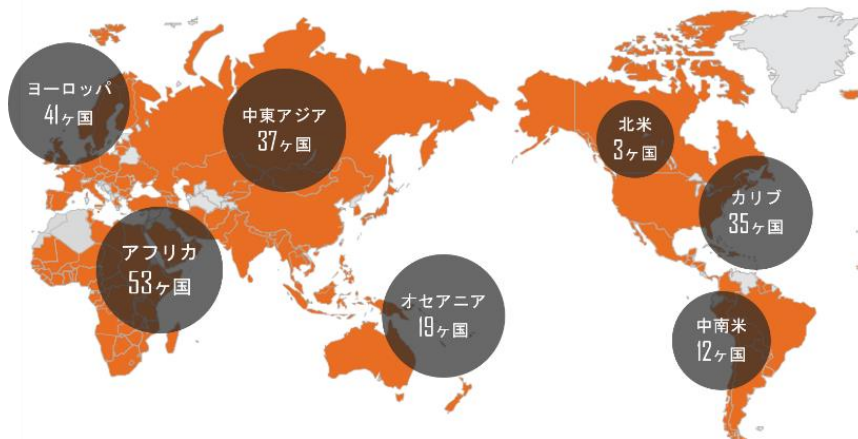 ヨーロッパ
41ヶ国
中東アジア
37ヶ国
北米
3ヶ国
カリブ
35ヶ国
アフリカ
53ヶ国
オセアニア
19ヶ国
中南米
12ヶ国